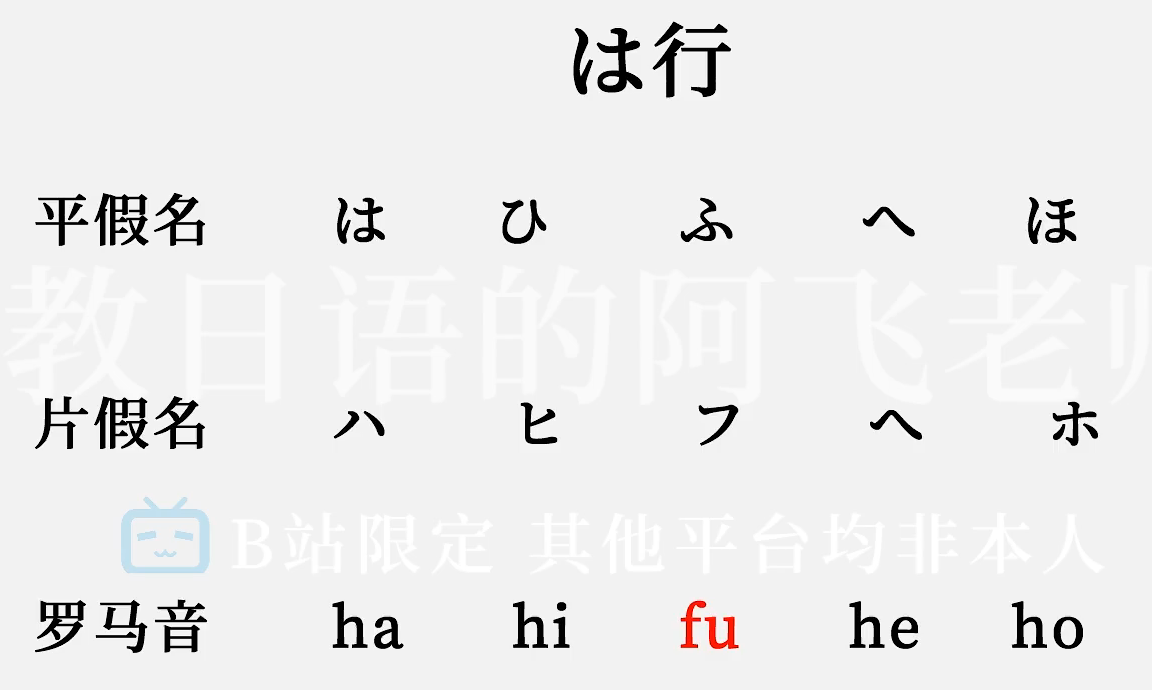 は行
平假名 は ひ ふ へ ほ
教日语的阿飞老师
片假名 ハ ヒ フ ヘ ホ
B站限定 其他平台均非本人
罗马音 ha hi fu he ho